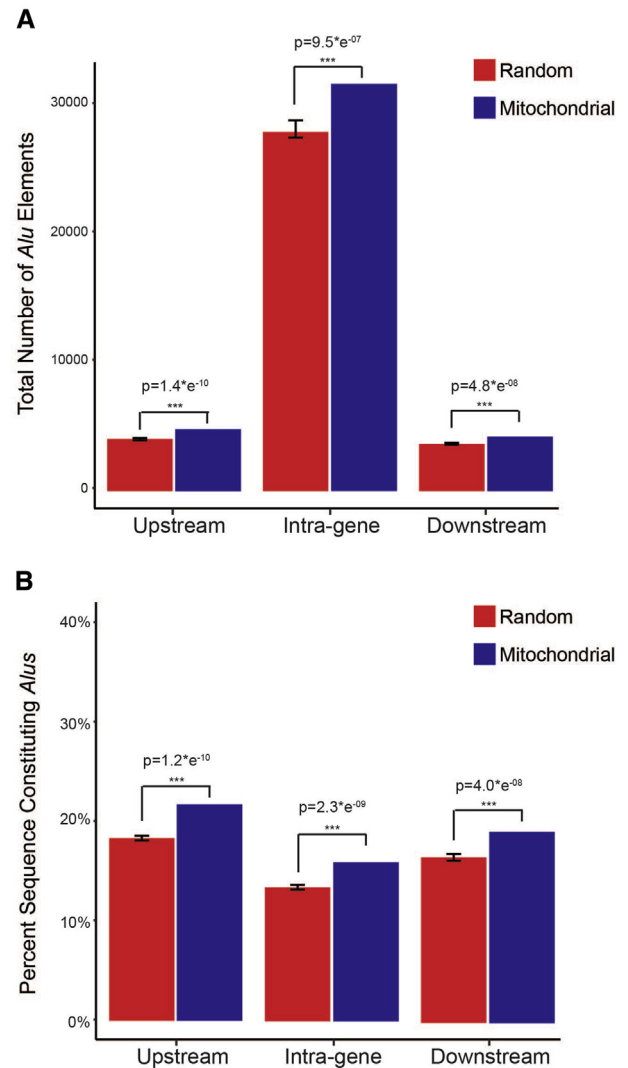 A
p=9.5*e-07
***
Random
Mitochondrial
30000
20000
10000
0
Total Number of Alu Elements
p=1.4*e-10
***
p=4.8*e-08
***
Upstream
Intra-gene
Downstream
B
Random
Mitochondrial
40%
30%
20%
10%
0%
Percent Sequence Constituting Alus
p=1.2*e-10
***
p=2.3*e-09
***
p=4.0*e-08
***
Upstream
Intra-gene
Downstream